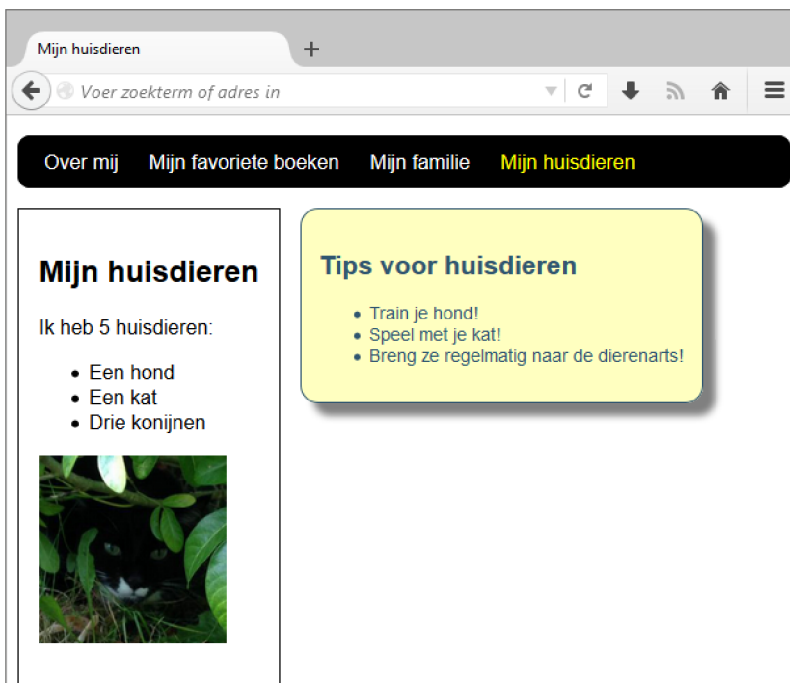 Mijn huisdieren
Voer zoekterm of adres in
Over mij Mijn favoriete boeken Mijn familie Mijn huisdieren
Mijn huisdieren
Ik heb 5 huisdieren:
Een hond
Een kat
Drie konijnen
Tips voor huisdieren
Train je hond!
Speel met je kat!
Breng ze regelmatig naar de dierenarts!